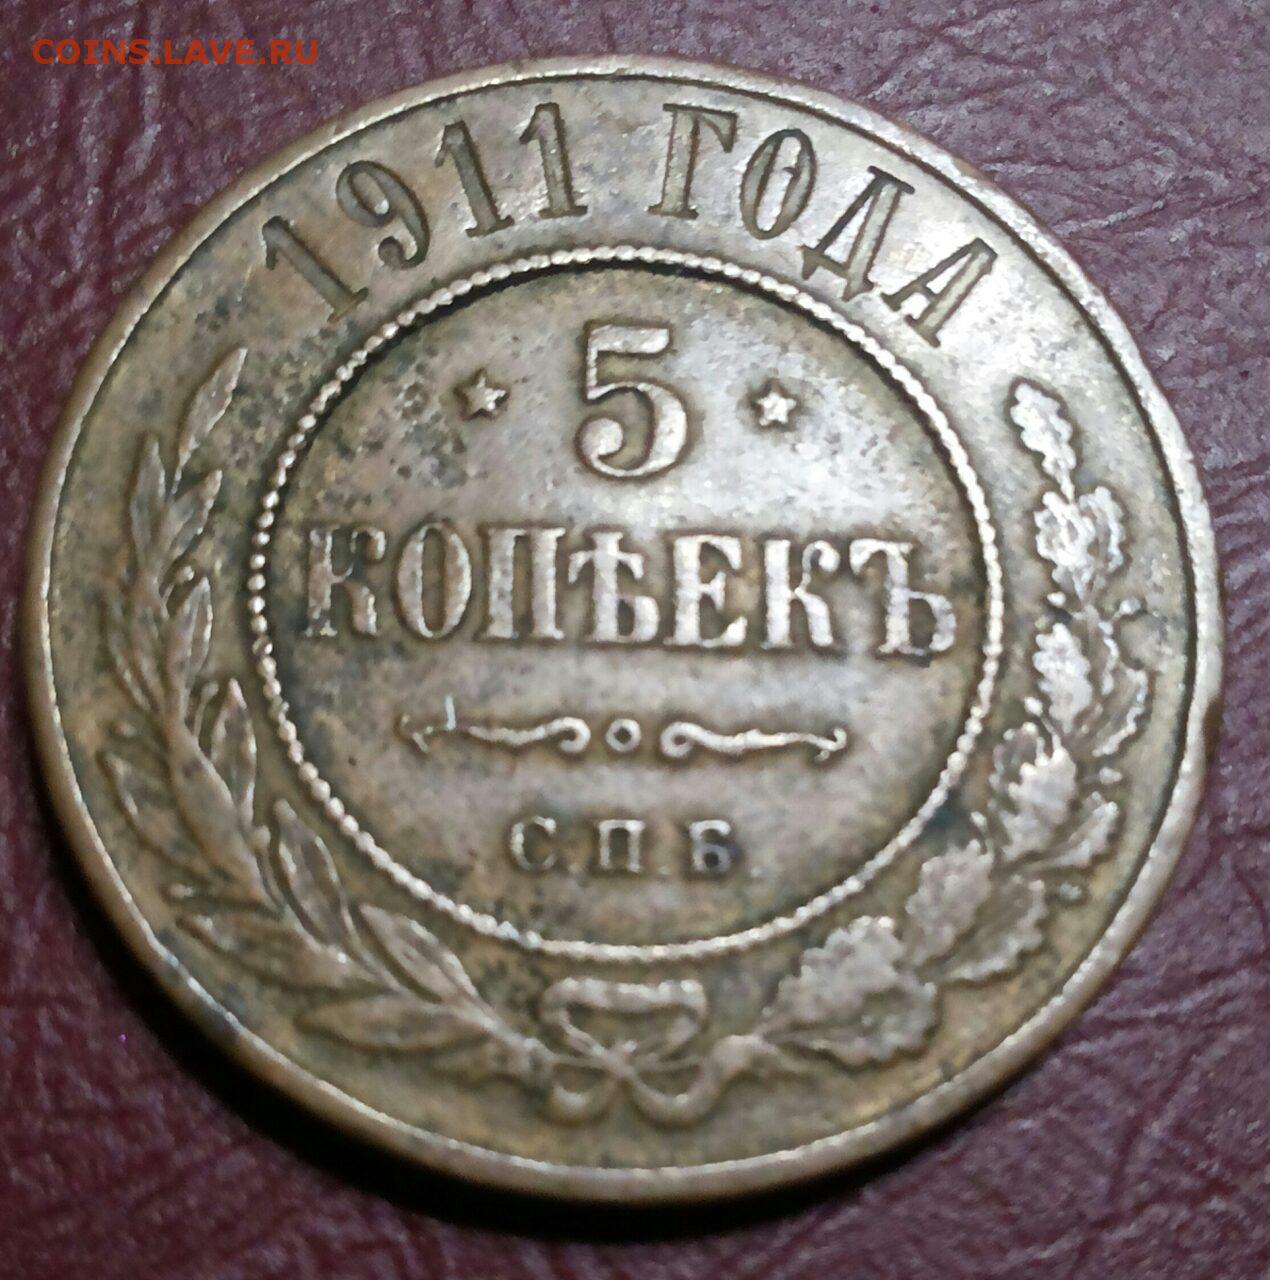 COINS.LAVE.RU
1911 ГОДА
5
КОПѢЕКЪ
С.П.Б.